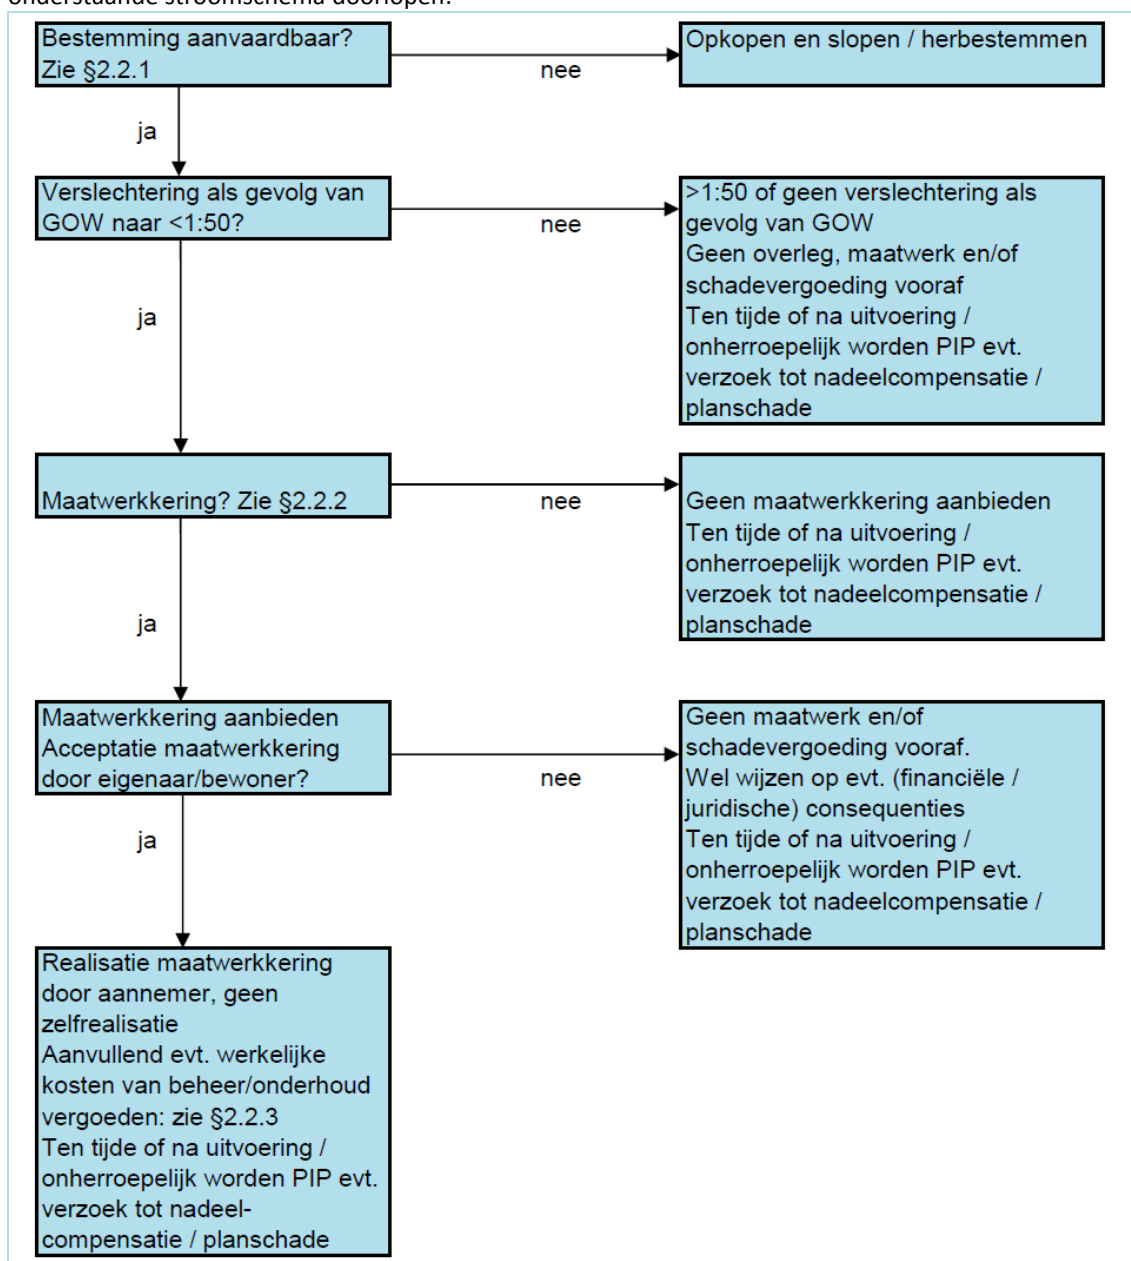 onderstaande stroomschema doorlopen.
Bestemming aanvaardbaar?
Zie §2.2.1
nee
Opkopen en slopen / herbestemmen
ja
Verslechtering als gevolg van
GOW naar <1:50?
nee
>1:50 of geen verslechtering als
gevolg van GOW
Geen overleg, maatwerk en/of
schadevergoeding vooraf
Ten tijde of na uitvoering /
onherroepelijk worden PIP evt.
verzoek tot nadeelcompensatie /
planschade
ja
Maatwerkkering? Zie §2.2.2
nee
Geen maatwerkkering aanbieden
Ten tijde of na uitvoering /
onherroepelijk worden PIP evt.
verzoek tot nadeelcompensatie /
planschade
ja
Maatwerkkering aanbieden
Acceptatie maatwerkkering
door eigenaar/bewoner?
nee
Geen maatwerk en/of
schadevergoeding vooraf.
Wel wijzen op evt. (financiële /
juridische) consequenties
Ten tijde of na uitvoering /
onherroepelijk worden PIP evt.
verzoek tot nadeelcompensatie /
planschade
ja
Realisatie maatwerkkering
door aannemer, geen
zelfrealisatie
Aanvullend evt. werkelijke
kosten van beheer/onderhoud
vergoeden: zie §2.2.3
Ten tijde of na uitvoering /
onherroepelijk worden PIP evt.
verzoek tot nadeel-
compensatie / planschade